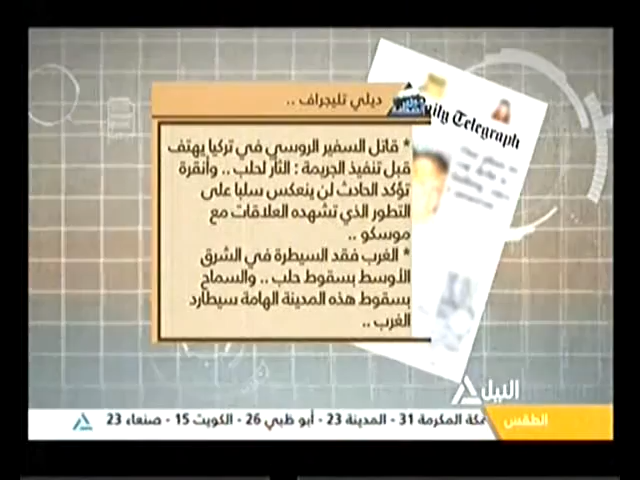 ديلي تليجراف ..
ily Telegraph
* قاتل السفير الروسي في تركيا يهتف
قبل تنفيذ الجريمة : الثأر لحلب .. وأنقرة
تؤكد الحادث لن ينعكس سلبا على
التطور الذي تشهده العلاقات مع
موسكو ..
* الغرب فقد السيطرة في الشرق
الأوسط بسقوط حلب .. والسماح
بسقوط هذه المدينة الهامة سيطارد
الغرب ..
النيل
الطقس
مكة المكرمة 31 - المدينة 23 - أبو ظبي 26 - الكويت 15 - صنعاء 23